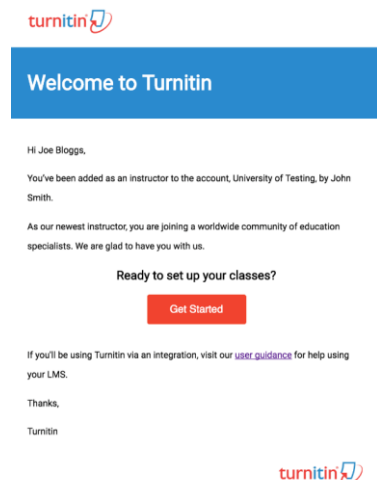 turnitin
Welcome to Turnitin
Hi Joe Bloggs,
You've been added as an instructor to the account, University of Testing, by John
Smith.
As our newest instructor, you are joining a worldwide community of education
specialists. We are glad to have you with us.
Ready to set up your classes?
Get Started
If you'll be using Turnitin via an integration, visit our user guidance for help using
your LMS.
Thanks,
Turnitin
turnitin